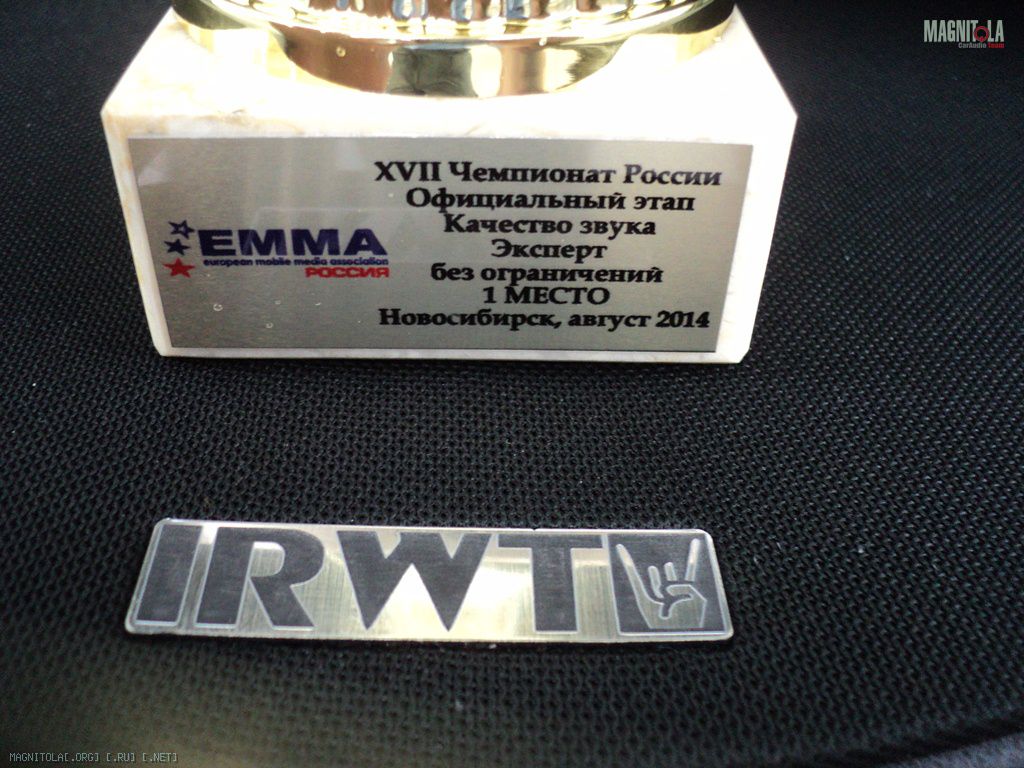 MAGNITOLA
CarAudio Team
XVII Чемпионат России
Официальный этап
Качество звука
Эксперт
без ограничений
1 МЕСТО
Новосибирск, август 2014
EMMA
european mobile media association
РОССИЯ
IRWT
MAGNITOLA[.ORG] [.RU] [.NET]